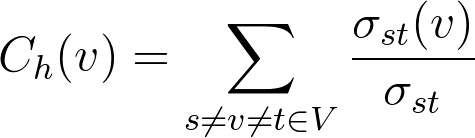 C_h(v) = \sum_{s \neq v \neq t \in V} \frac{\sigma_{st}(v)}{\sigma_{st}}